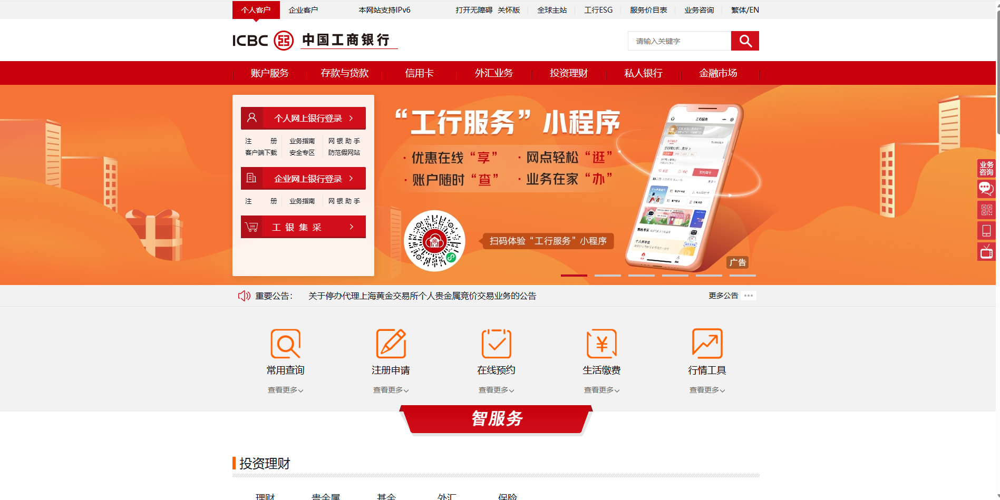 个人客户 企业客户 本网站支持IPv6 打开无障碍 关怀版 全球主站 工行ESG 服务价目表 业务咨询 繁体/EN
ICBC 中国工商银行
请输入关键字
账户服务 存款与贷款 信用卡 外汇业务 投资理财 私人银行 金融市场
个人网上银行登录
注 册 业务指南 网银助手
客户端下载 安全专区 防范假网站
企业网上银行登录
注 册 业务指南 网银助手
工银集采
“工行服务”小程序
· 优惠在线“享” · 网点轻松“逛”
· 账户随时“查” · 业务在家“办”
扫码体验“工行服务”小程序
工行服务
广告
业务
咨询
重要公告： 关于停办代理上海黄金交易所个人贵金属竞价交易业务的公告 更多公告
常用查询 注册申请 在线预约 生活缴费 行情工具
查看更多 查看更多 查看更多 查看更多 查看更多
智服务
投资理财
理财 贵金属 基金 外汇 保险